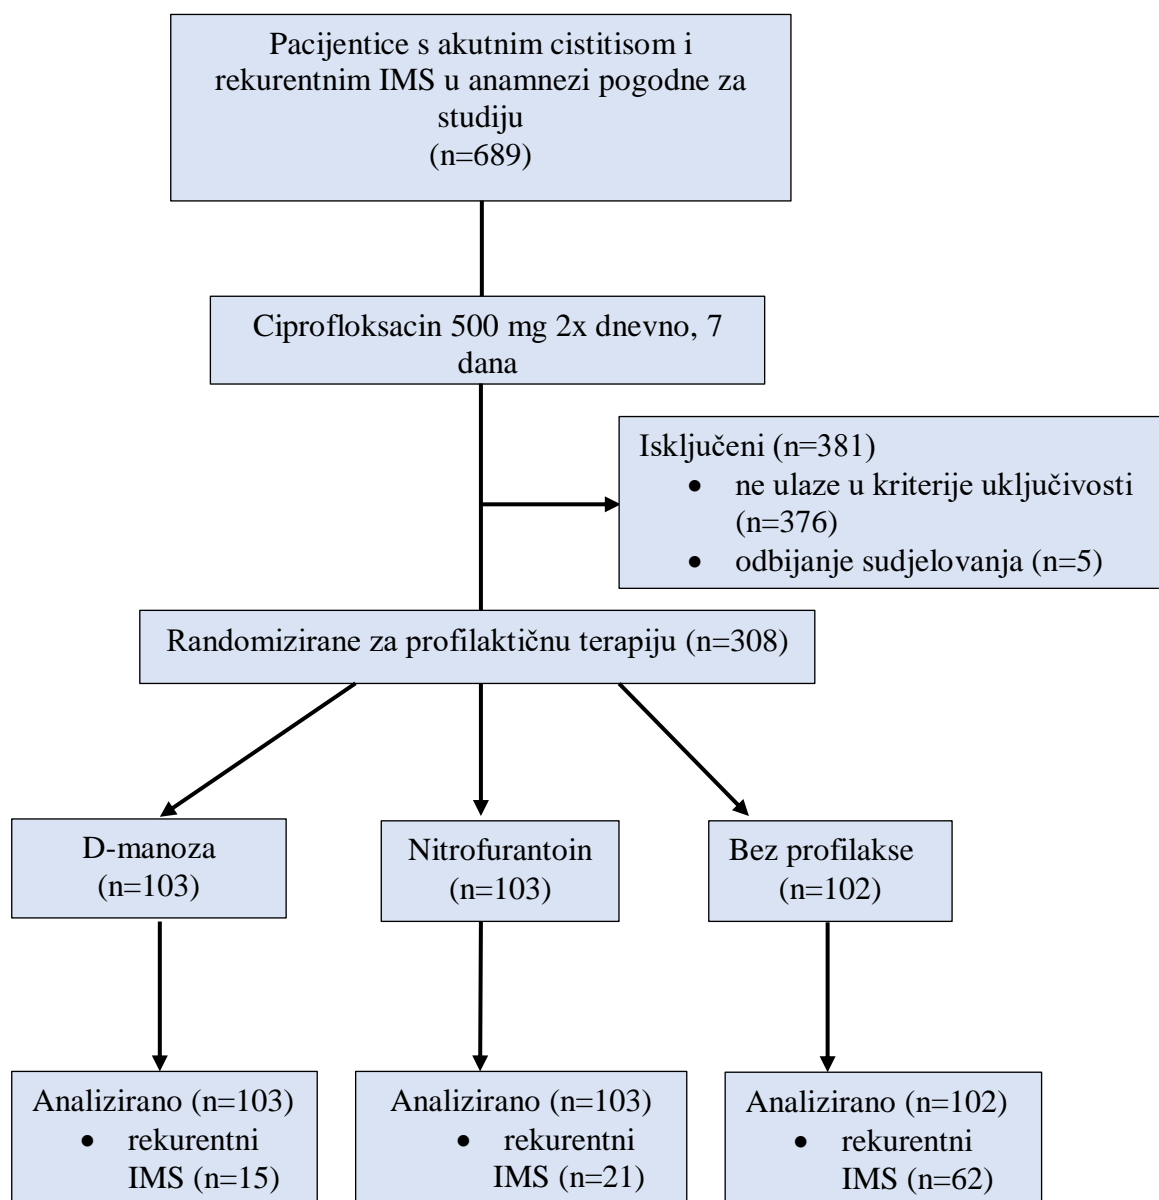 Pacijentice s akutnim cistitisom i
rekurentnim IMS u anamnezi pogodne za
studiju
(n=689)
Ciprofloksacin 500 mg 2x dnevno, 7
dana
Isključeni (n=381)
• ne ulaze u kriterije uključivosti
(n=376)
• odbijanje sudjelovanja (n=5)
Randomizirane za profilaktičnu terapiju (n=308)
D-manoza
(n=103)
Nitrofurantoin
(n=103)
Bez profilakse
(n=102)
Analizirano (n=103)
• rekurentni
IMS (n=15)
Analizirano (n=103)
• rekurentni
IMS (n=21)
Analizirano (n=102)
• rekurentni
IMS (n=62)